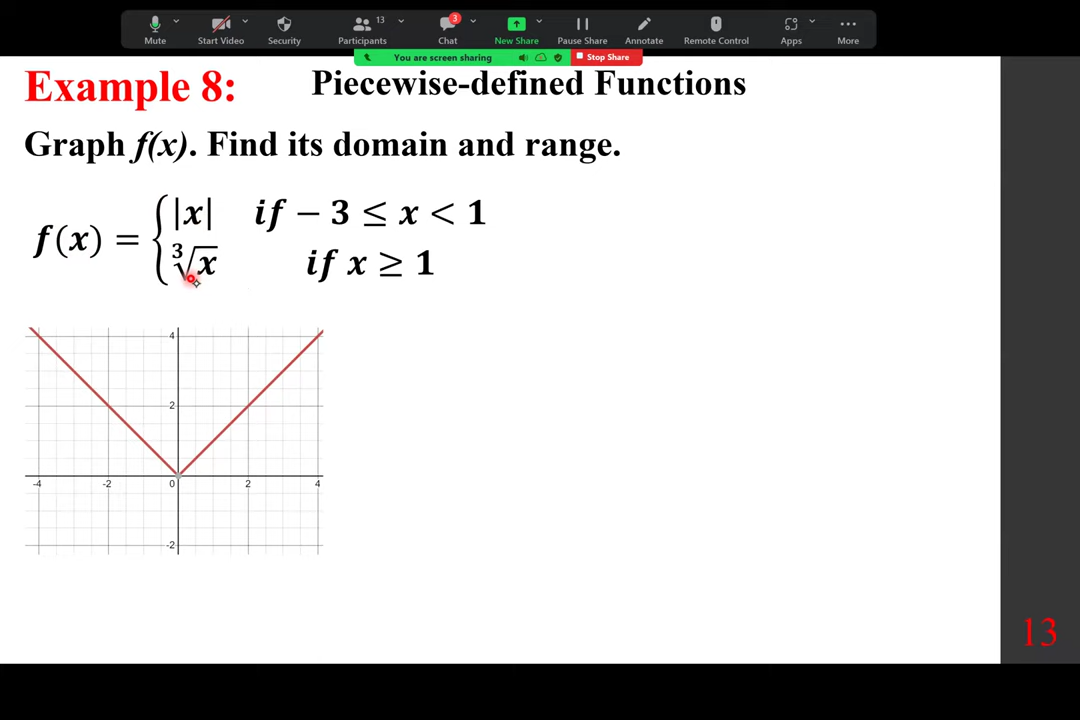 Mute Start Video Security Participants 13 Chat 3 New Share Pause Share Annotate Remote Control Apps More
You are screen sharing Stop Share
Example 8: Piecewise-defined Functions
Graph f(x). Find its domain and range.
f(x) = { |x| if − 3 ≤ x < 1
∛x if x ≥ 1
4
2
-4 -2 0 2 4
-2
13